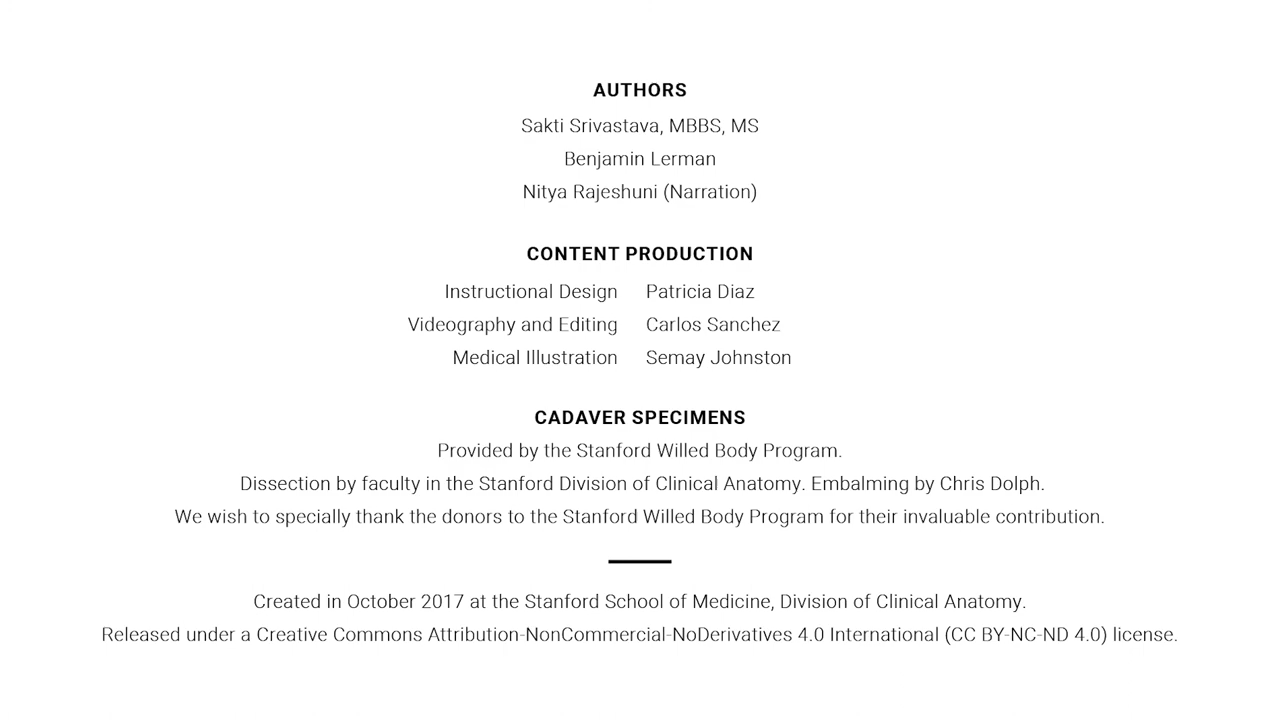 AUTHORS
Sakti Srivastava, MBBS, MS
Benjamin Lerman
Nitya Rajeshuni (Narration)
CONTENT PRODUCTION
Instructional Design Patricia Diaz
Videography and Editing Carlos Sanchez
Medical Illustration Semay Johnston
CADAVER SPECIMENS
Provided by the Stanford Willed Body Program.
Dissection by faculty in the Stanford Division of Clinical Anatomy. Embalming by Chris Dolph.
We wish to specially thank the donors to the Stanford Willed Body Program for their invaluable contribution.
Created in October 2017 at the Stanford School of Medicine, Division of Clinical Anatomy.
Released under a Creative Commons Attribution-NonCommercial-NoDerivatives 4.0 International (CC BY-NC-ND 4.0) license.